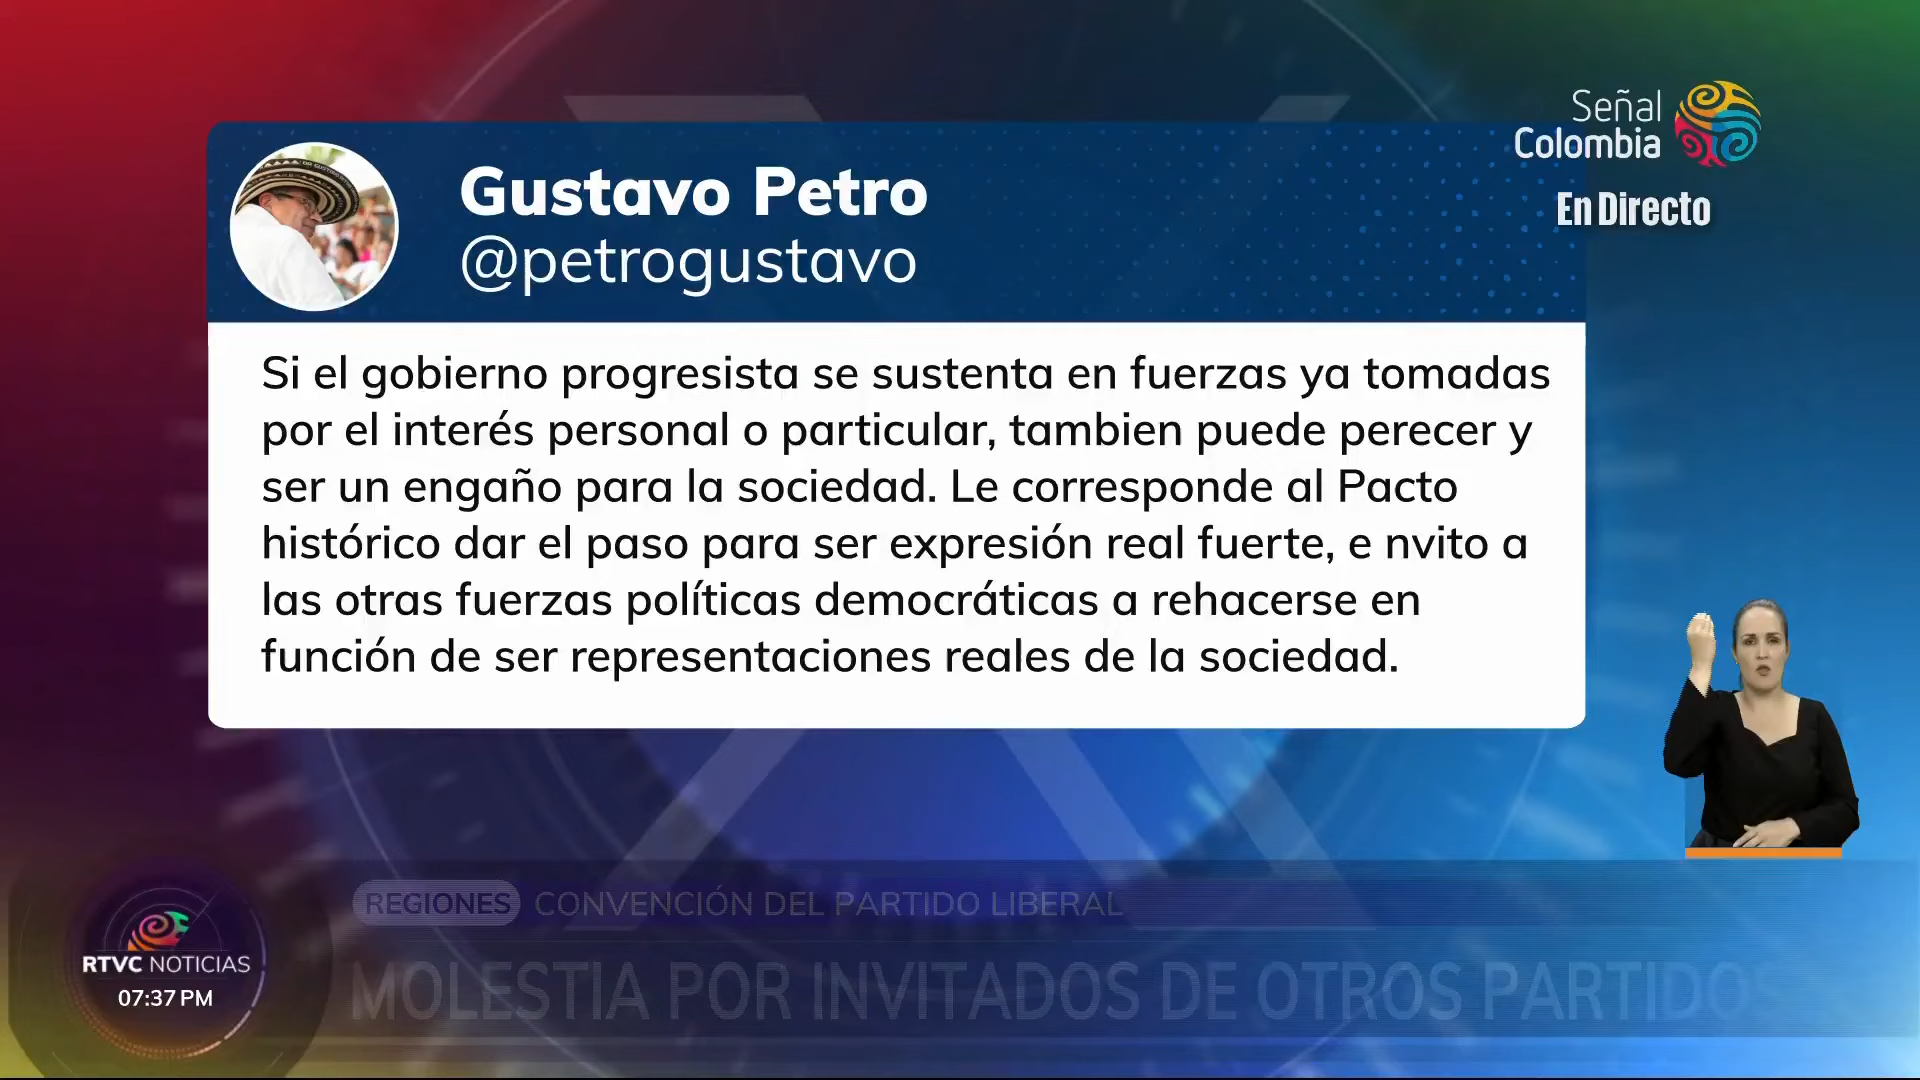 Señal
Colombia
En Directo
Gustavo Petro
@petrogustavo
Si el gobierno progresista se sustenta en fuerzas ya tomadas
por el interés personal o particular, tambien puede perecer y
ser un engaño para la sociedad. Le corresponde al Pacto
histórico dar el paso para ser expresión real fuerte, e nvito a
las otras fuerzas políticas democráticas a rehacerse en
función de ser representaciones reales de la sociedad.
REGIONES CONVENCIÓN DEL PARTIDO LIBERAL
MOLESTIA POR INVITADOS DE OTROS PARTIDOS
RTVC NOTICIAS
07:37 PM